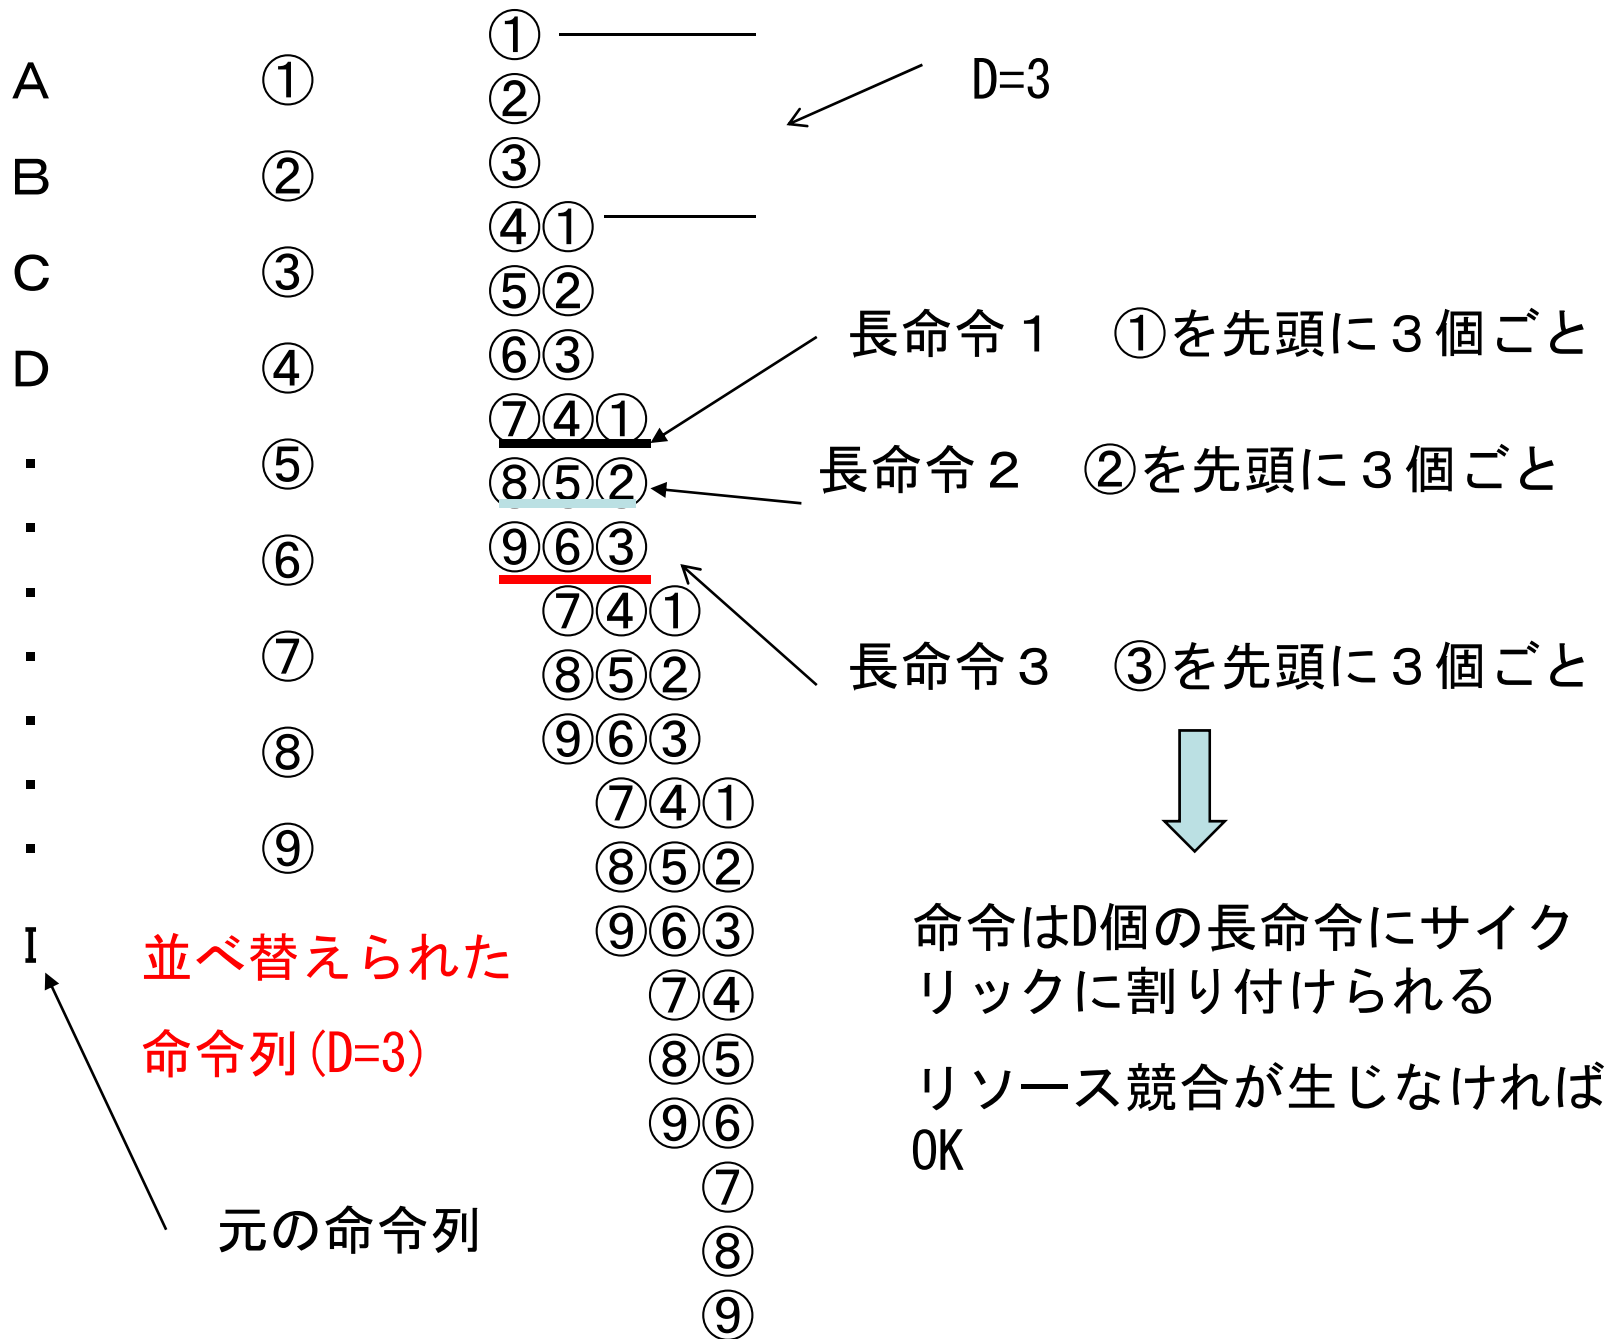 A
B
C
D
・
・
・
・
・
・
・
I
①
②
③
④
⑤
⑥
⑦
⑧
⑨
並べ替えられた
命令列(D=3)
元の命令列
①
②
③
④①
⑤②
⑥③
⑦④①
⑧⑤②
⑨⑥③
⑦④①
⑧⑤②
⑨⑥③
⑦④①
⑧⑤②
⑨⑥③
⑦④
⑧⑤
⑨⑥
⑦
⑧
⑨
D=3
長命令1 ①を先頭に3個ごと
長命令2 ②を先頭に3個ごと
長命令3 ③を先頭に3個ごと
命令はD個の長命令にサイク
リックに割り付けられる
リソース競合が生じなければ
OK